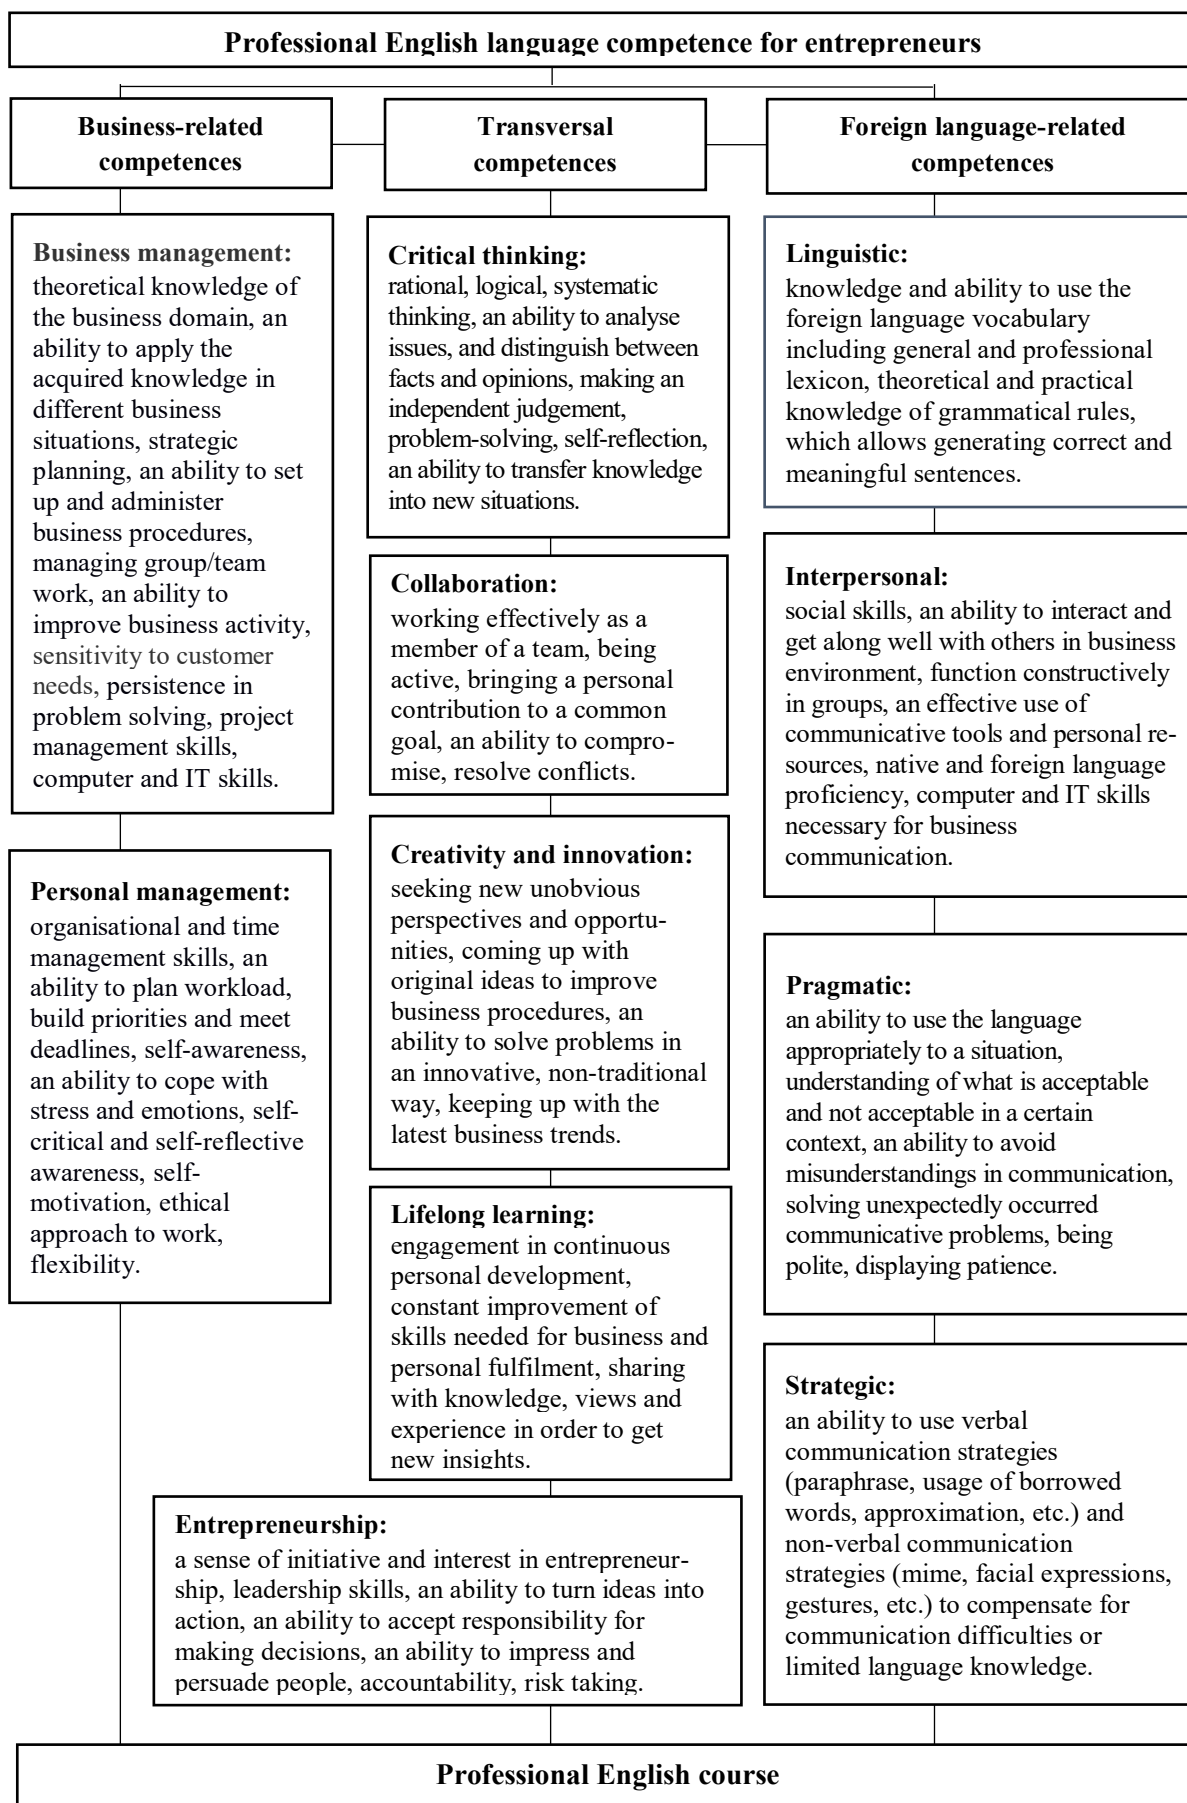 Professional English language competence for entrepreneurs
Business-related
competences
Transversal
competences
Foreign language-related
competences
Business management:
theoretical knowledge of
the business domain, an
ability to apply the
acquired knowledge in
different business
situations, strategic
planning, an ability to set
up and administer
business procedures,
managing group/team
work, an ability to
improve business activity,
sensitivity to customer
needs, persistence in
problem solving, project
management skills,
computer and IT skills.
Personal management:
organisational and time
management skills, an
ability to plan workload,
build priorities and meet
deadlines, self-awareness,
an ability to cope with
stress and emotions, self-
critical and self-reflective
awareness, self-
motivation, ethical
approach to work,
flexibility.
Critical thinking:
rational, logical, systematic
thinking, an ability to analyse
issues, and distinguish between
facts and opinions, making an
independent judgement,
problem-solving, self-reflection,
an ability to transfer knowledge
into new situations.
Collaboration:
working effectively as a
member of a team, being
active, bringing a personal
contribution to a common
goal, an ability to compro-
mise, resolve conflicts.
Creativity and innovation:
seeking new unobvious
perspectives and opportu-
nities, coming up with
original ideas to improve
business procedures, an
ability to solve problems in
an innovative, non-traditional
way, keeping up with the
latest business trends.
Lifelong learning:
engagement in continuous
personal development,
constant improvement of
skills needed for business and
personal fulfilment, sharing
with knowledge, views and
experience in order to get
new insights.
Entrepreneurship:
a sense of initiative and interest in entrepreneur-
ship, leadership skills, an ability to turn ideas into
action, an ability to accept responsibility for
making decisions, an ability to impress and
persuade people, accountability, risk taking.
Linguistic:
knowledge and ability to use the
foreign language vocabulary
including general and professional
lexicon, theoretical and practical
knowledge of grammatical rules,
which allows generating correct and
meaningful sentences.
Interpersonal:
social skills, an ability to interact and
get along well with others in business
environment, function constructively
in groups, an effective use of
communicative tools and personal re-
sources, native and foreign language
proficiency, computer and IT skills
necessary for business
communication.
Pragmatic:
an ability to use the language
appropriately to a situation,
understanding of what is acceptable
and not acceptable in a certain
context, an ability to avoid
misunderstandings in communication,
solving unexpectedly occurred
communicative problems, being
polite, displaying patience.
Strategic:
an ability to use verbal
communication strategies
(paraphrase, usage of borrowed
words, approximation, etc.) and
non-verbal communication
strategies (mime, facial expressions,
gestures, etc.) to compensate for
communication difficulties or
limited language knowledge.
Professional English course